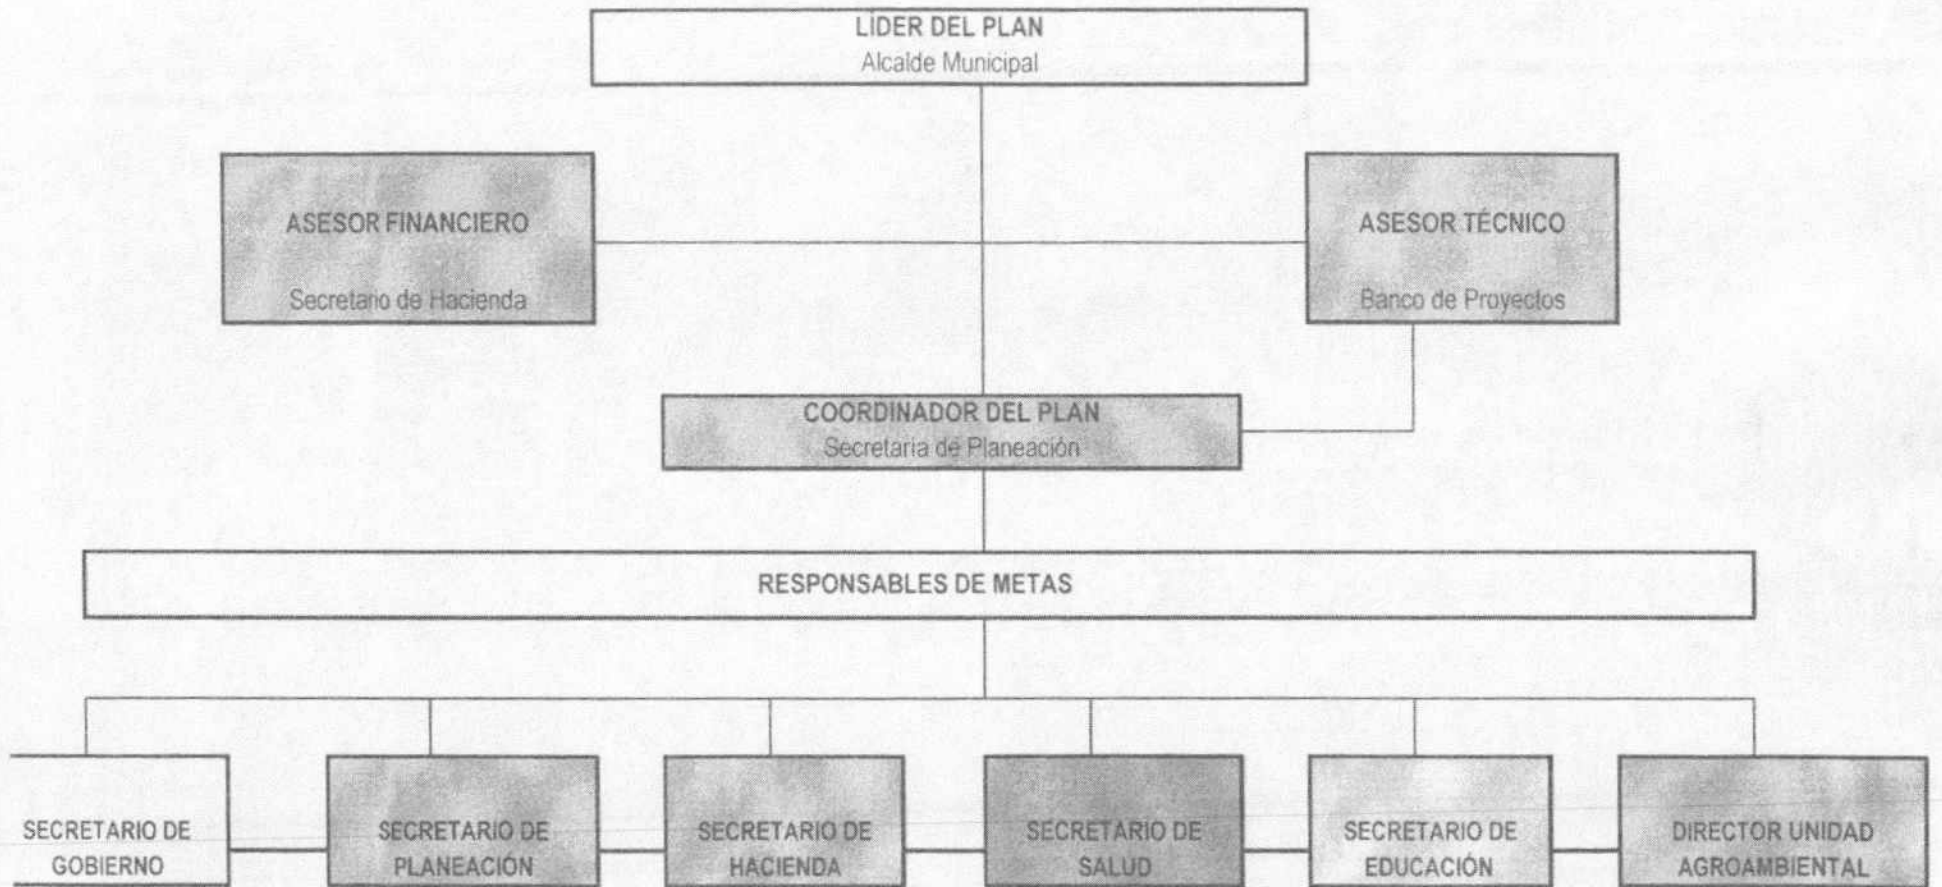 LÍDER DEL PLAN
Alcalde Municipal
ASESOR FINANCIERO
Secretario de Hacienda
ASESOR TÉCNICO
Banco de Proyectos
COORDINADOR DEL PLAN
Secretaria de Planeación
RESPONSABLES DE METAS
SECRETARIO DE
GOBIERNO
SECRETARIO DE
PLANEACIÓN
SECRETARIO DE
HACIENDA
SECRETARIO DE
SALUD
SECRETARIO DE
EDUCACIÓN
DIRECTOR UNIDAD
AGROAMBIENTAL